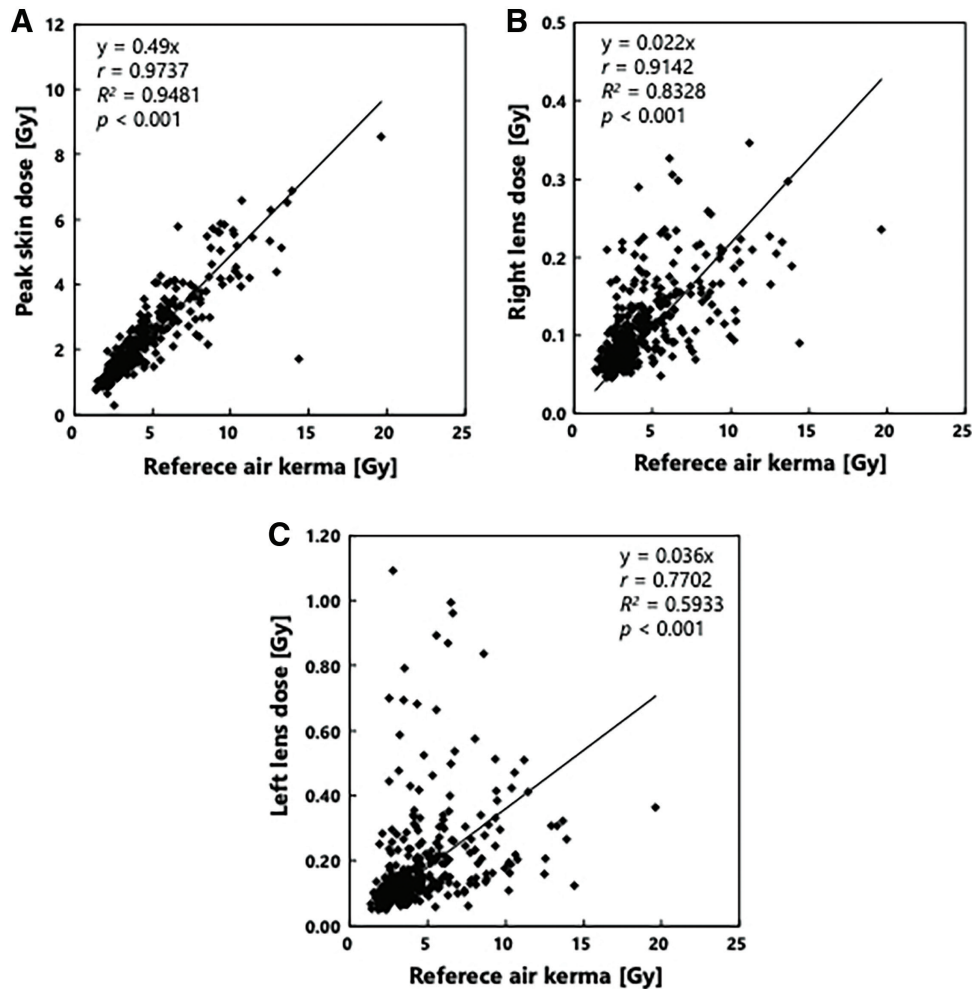 A
12
10
8
6
4
2
0
Peak skin dose [Gy]
y = 0.49x
r = 0.9737
R² = 0.9481
p < 0.001
0 5 10 15 20 25
Referece air kerma [Gy]
B
0.5
0.4
0.3
0.2
0.1
0.0
Right lens dose [Gy]
y = 0.022x
r = 0.9142
R² = 0.8328
p < 0.001
0 5 10 15 20 25
Referece air kerma [Gy]
C
1.20
1.00
0.80
0.60
0.40
0.20
0.00
Left lens dose [Gy]
y = 0.036x
r = 0.7702
R² = 0.5933
p < 0.001
0 5 10 15 20 25
Referece air kerma [Gy]